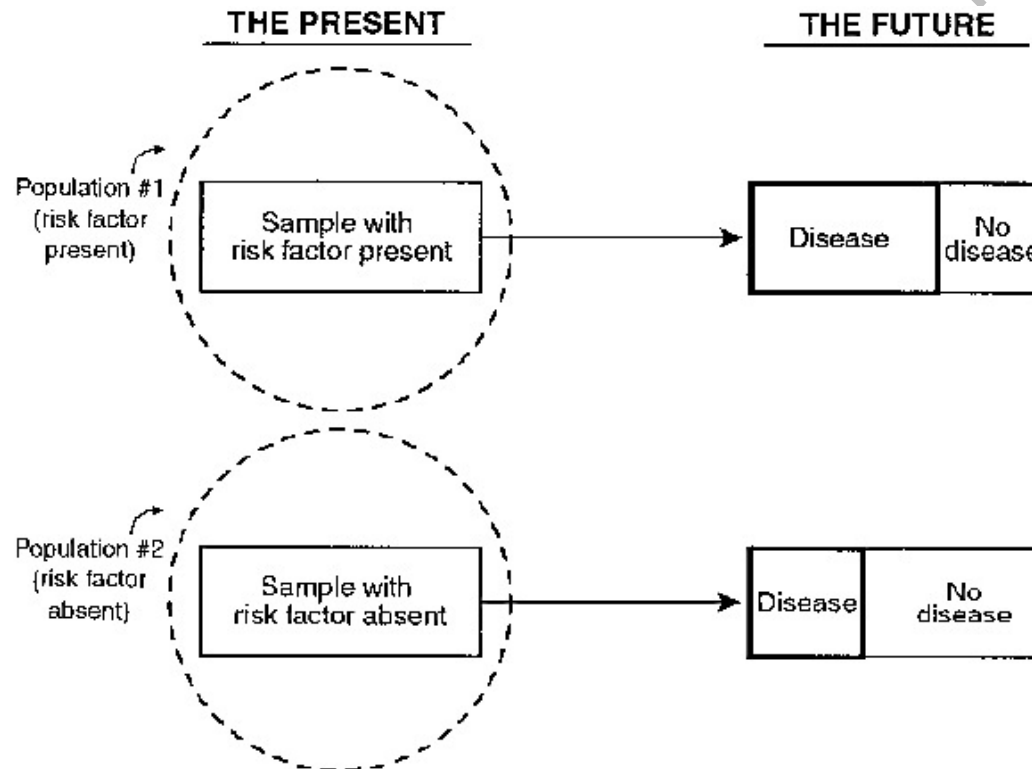 THE PRESENT
THE FUTURE
Population #1
(risk factor
present)
Sample with
risk factor present
Disease
No
disease
Population #2
(risk factor
absent)
Sample with
risk factor absent
Disease
No
disease